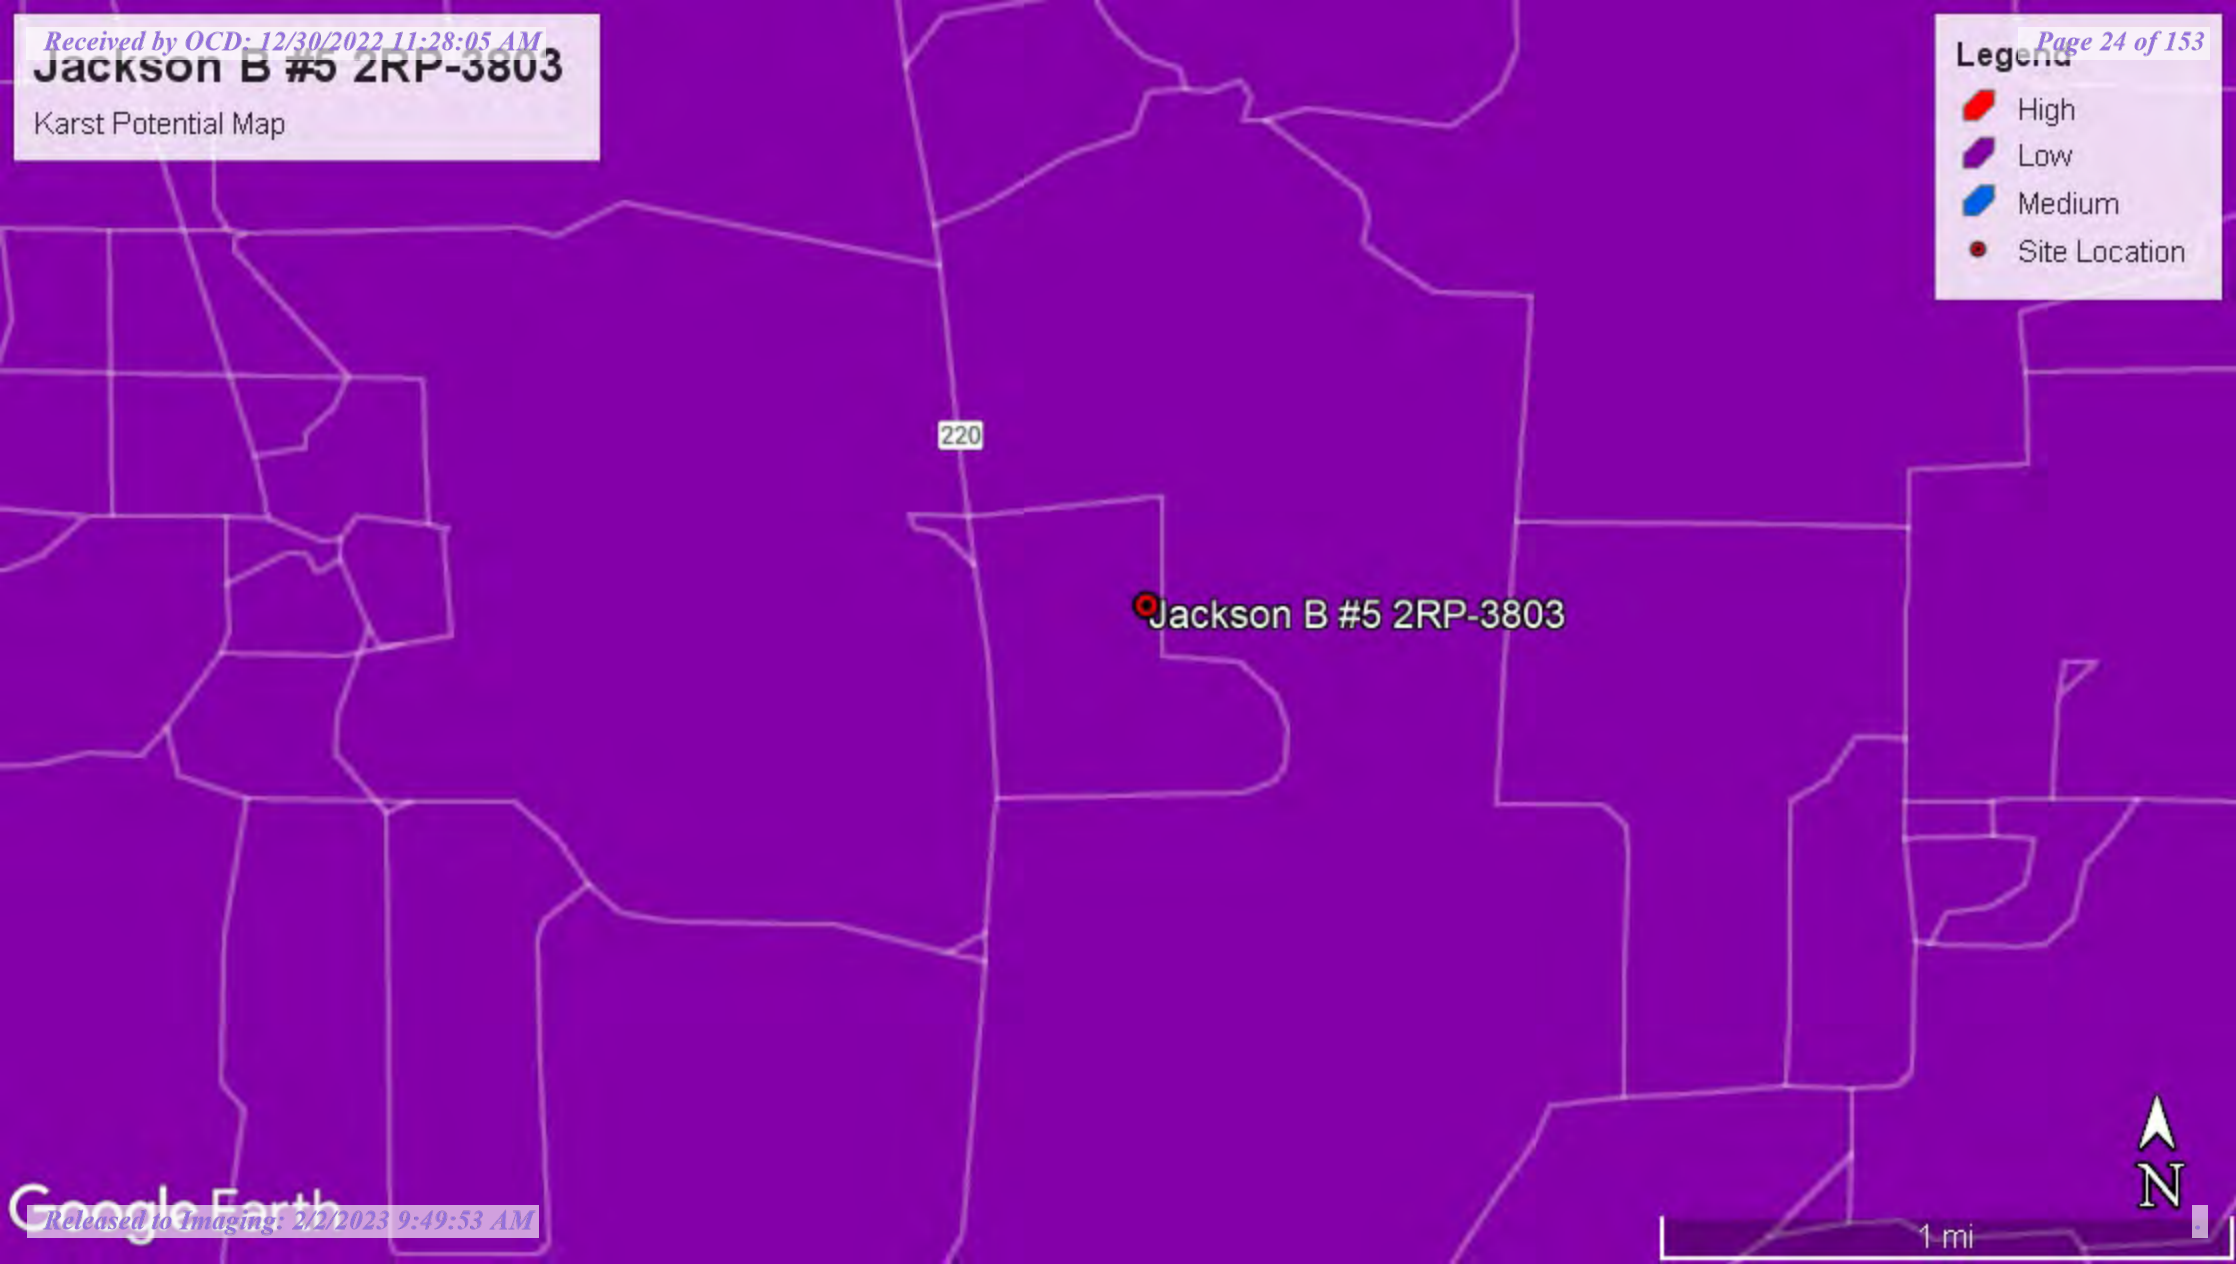 Received by OCD: 12/30/2022 11:28:05 AM
Page 24 of 153
Jackson B #5 2RP-3803
Karst Potential Map
Legend
High
Low
Medium
Site Location
220
Jackson B #5 2RP-3803
N
Google Earth
Released to Imaging: 2/2/2023 9:49:53 AM
1 mi